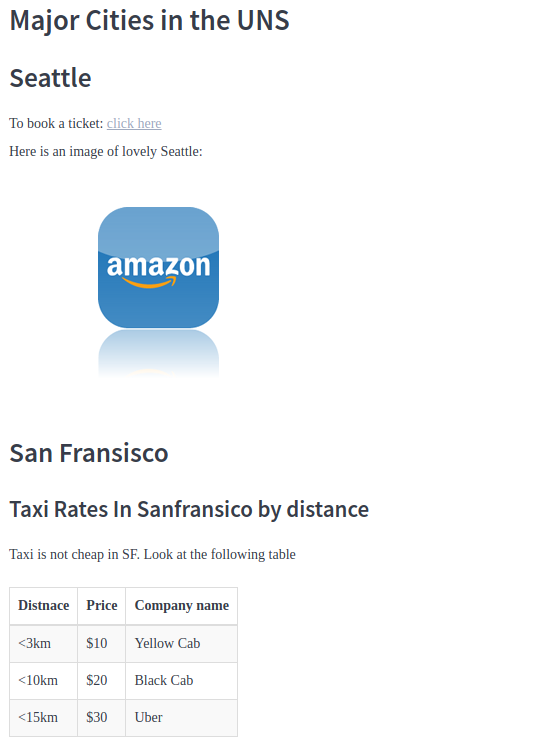 Major Cities in the UNS
Seattle
To book a ticket: click here
Here is an image of lovely Seattle:
amazon
San Fransisco
Taxi Rates In Sanfransico by distance
Taxi is not cheap in SF. Look at the following table
Distnace Price Company name
<3km $10 Yellow Cab
<10km $20 Black Cab
<15km $30 Uber